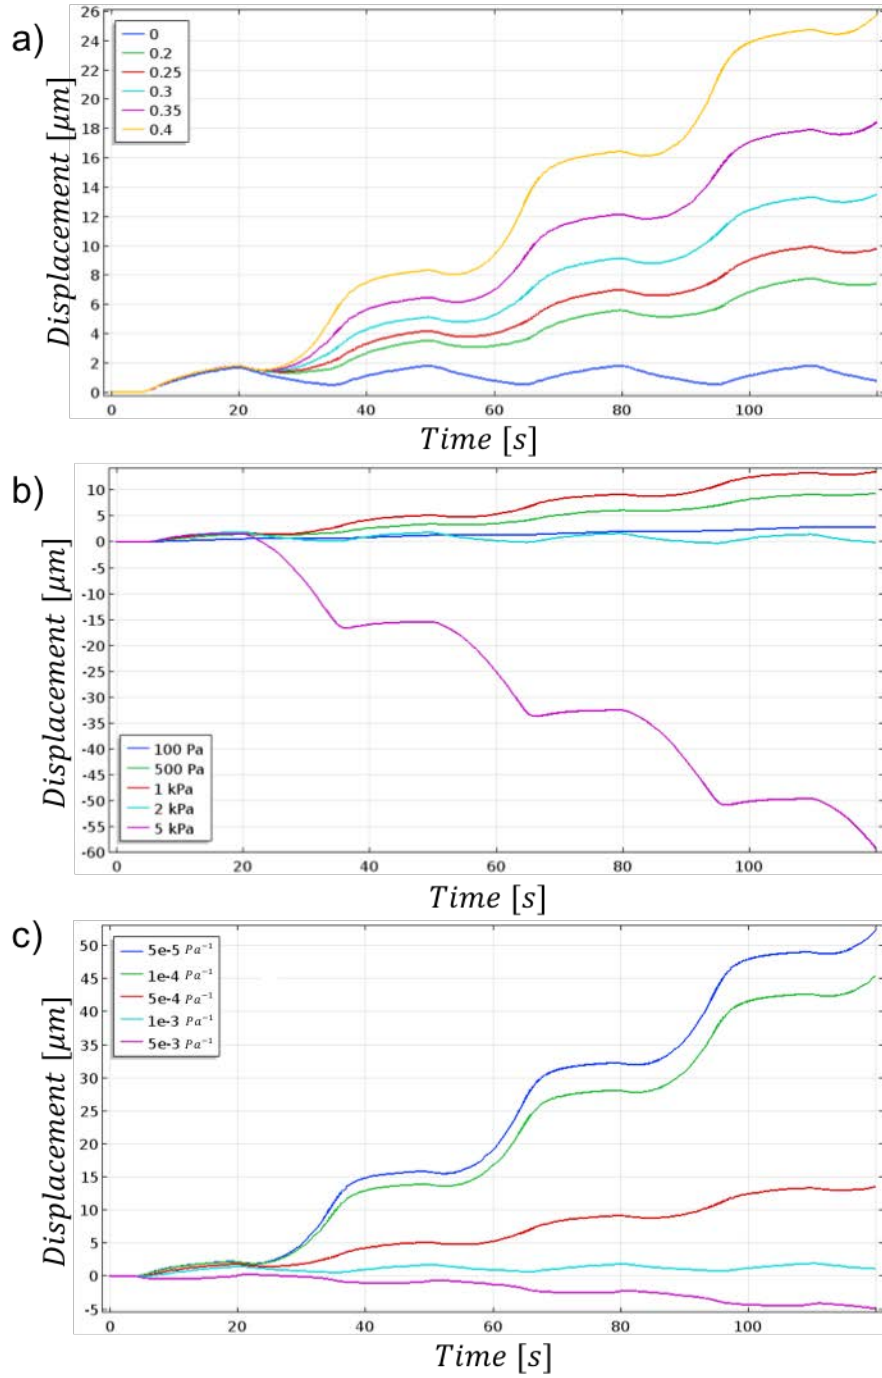 a)
Displacement [μm]
26
24
22
20
18
16
14
12
10
8
6
4
2
0
0
0.2
0.25
0.3
0.35
0.4
0 20 40 60 80 100
Time [s]
b)
Displacement [μm]
10
5
0
-5
-10
-15
-20
-25
-30
-35
-40
-45
-50
-55
-60
100 Pa
500 Pa
1 kPa
2 kPa
5 kPa
0 20 40 60 80 100
Time [s]
c)
Displacement [μm]
50
45
40
35
30
25
20
15
10
5
0
-5
5e-5 Pa⁻¹
1e-4 Pa⁻¹
5e-4 Pa⁻¹
1e-3 Pa⁻¹
5e-3 Pa⁻¹
0 20 40 60 80 100
Time [s]